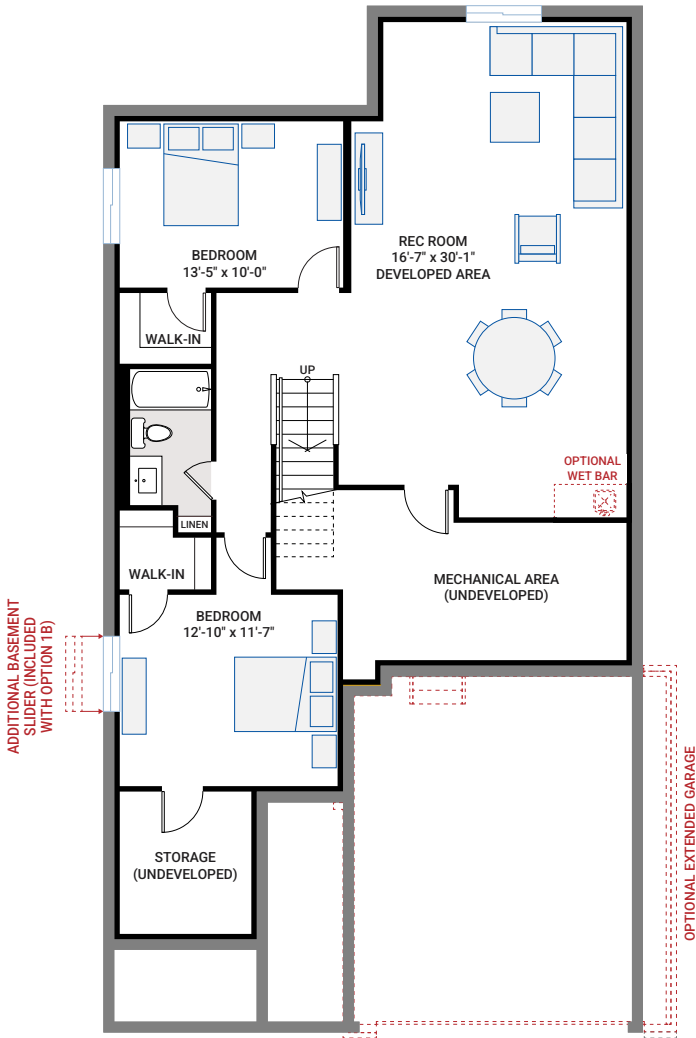 BEDROOM
13'-5" x 10'-0"
REC ROOM
16'-7" x 30'-1"
DEVELOPED AREA
WALK-IN
UP
OPTIONAL
WET BAR
LINEN
WALK-IN
MECHANICAL AREA
(UNDEVELOPED)
BEDROOM
12'-10" x 11'-7"
ADDITIONAL BASEMENT
SLIDER (INCLUDED
WITH OPTION 1B)
OPTIONAL EXTENDED GARAGE
STORAGE
(UNDEVELOPED)